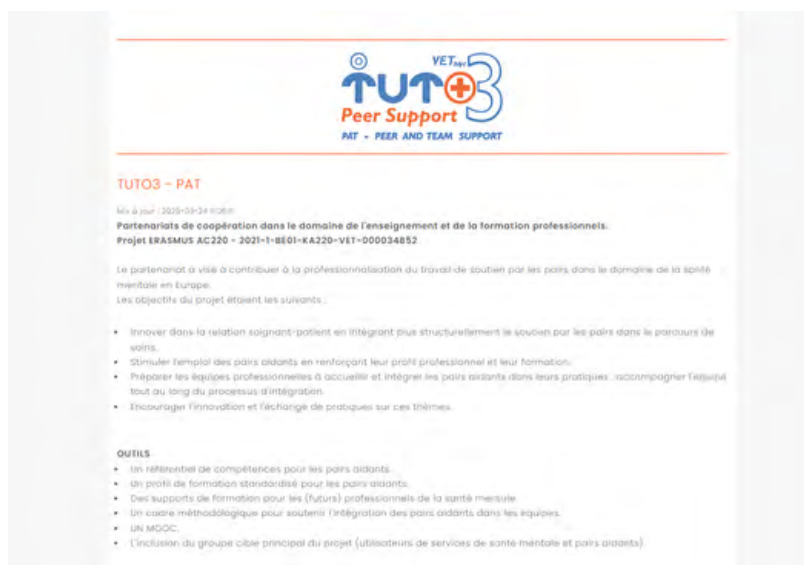 VET
TUTO3
Peer Support
PAT - PEER AND TEAM SUPPORT
TUTO3 - PAT
Mis à jour :
Partenariats de coopération dans le domaine de l'enseignement et de la formation professionnels.
Projet ERASMUS AC220 - 2021-1-BE01-KA220-VET-000034852
Le partenariat a visé à contribuer à la professionnalisation du travail de soutien par les pairs dans le domaine de la santé
mentale en Europe.
Les objectifs du projet étaient les suivants :
• Innover dans la relation soignant-patient en intégrant plus structurellement le soutien par les pairs dans le parcours de
soins.
• Stimuler l'emploi des pairs aidants en renforçant leur profil professionnel et leur formation.
• Préparer les équipes professionnelles à accueillir et intégrer les pairs aidants dans leurs pratiques : accompagner l'équipe
tout au long du processus d'intégration.
• Encourager l'innovation et l'échange de pratiques sur ces thèmes.
OUTILS
• Un référentiel de compétences pour les pairs aidants.
• Un profil de formation standardisé pour les pairs aidants.
• Des supports de formation pour les (futurs) professionnels de la santé mentale.
• Un cadre méthodologique pour soutenir l'intégration des pairs aidants dans les équipes.
• UN MOOC.
• L'inclusion du groupe cible principal du projet (utilisateurs de services de santé mentale et pairs aidants)